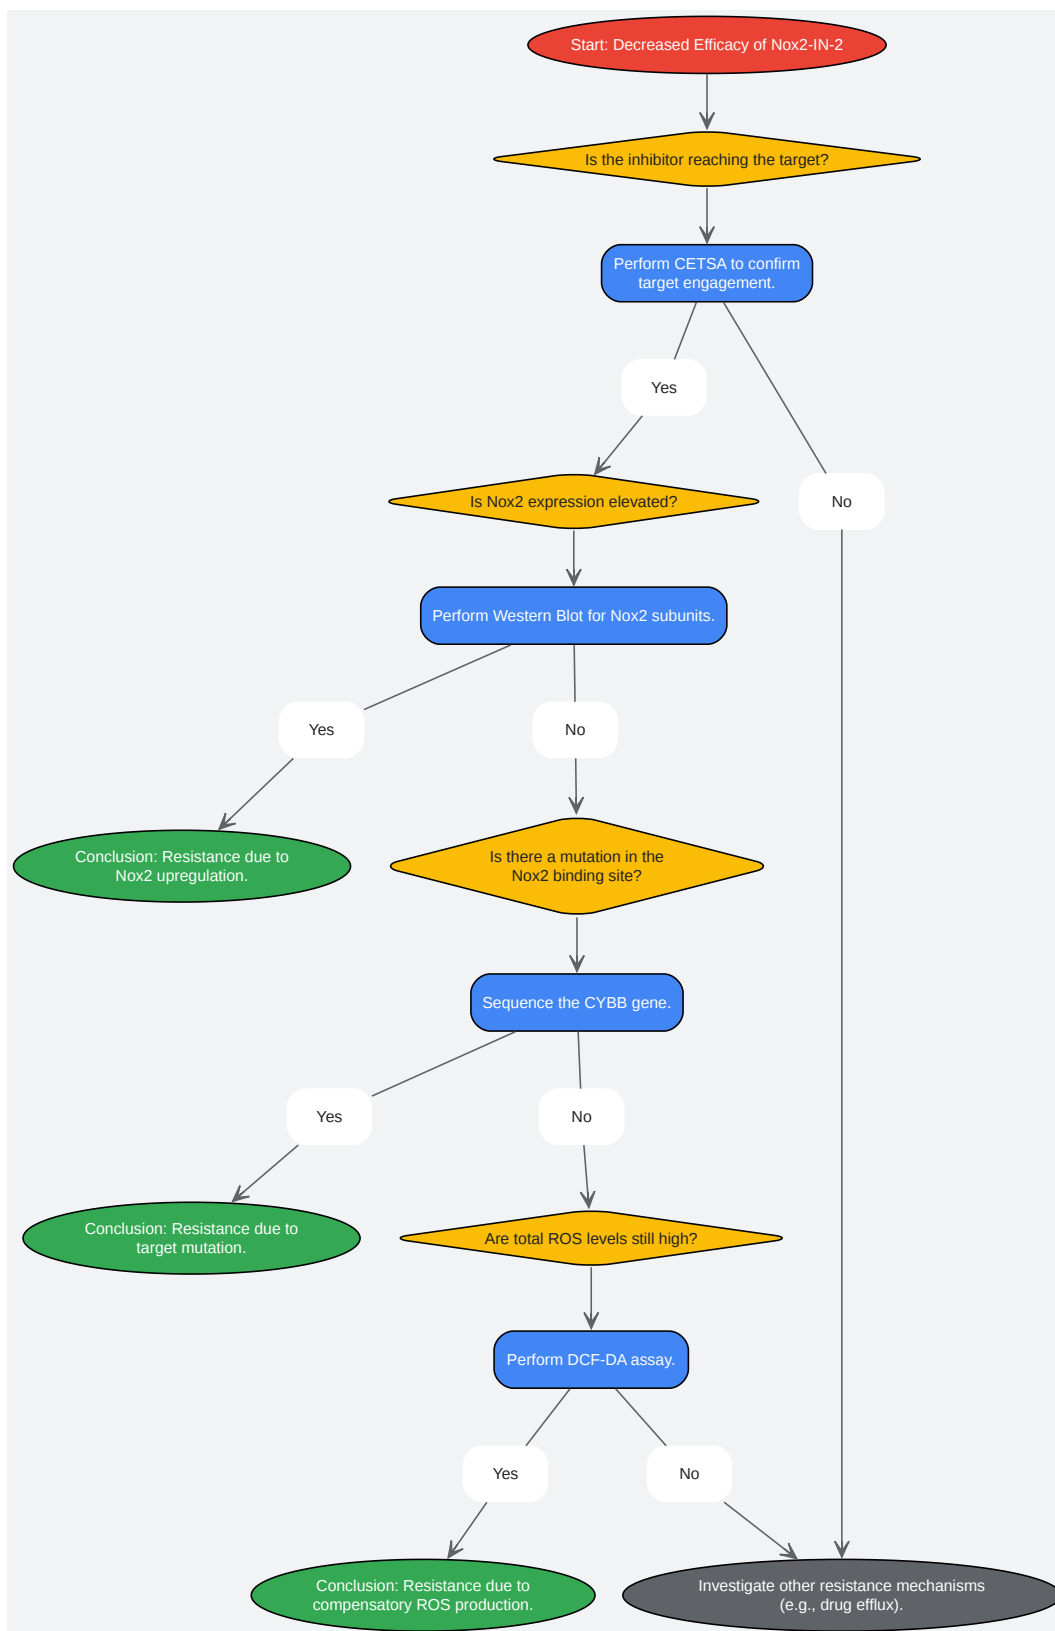 Start: Decreased Efficacy of Nox2-IN-2
Is the inhibitor reaching the target?
Perform CETSA to confirm
target engagement.
Yes
Is Nox2 expression elevated?
No
Perform Western Blot for Nox2 subunits.
Yes
No
Conclusion: Resistance due to
Nox2 upregulation.
Is there a mutation in the
Nox2 binding site?
Sequence the CYBB gene.
Yes
No
Conclusion: Resistance due to
target mutation.
Are total ROS levels still high?
Perform DCF-DA assay.
Yes
No
Conclusion: Resistance due to
compensatory ROS production.
Investigate other resistance mechanisms
(e.g., drug efflux).